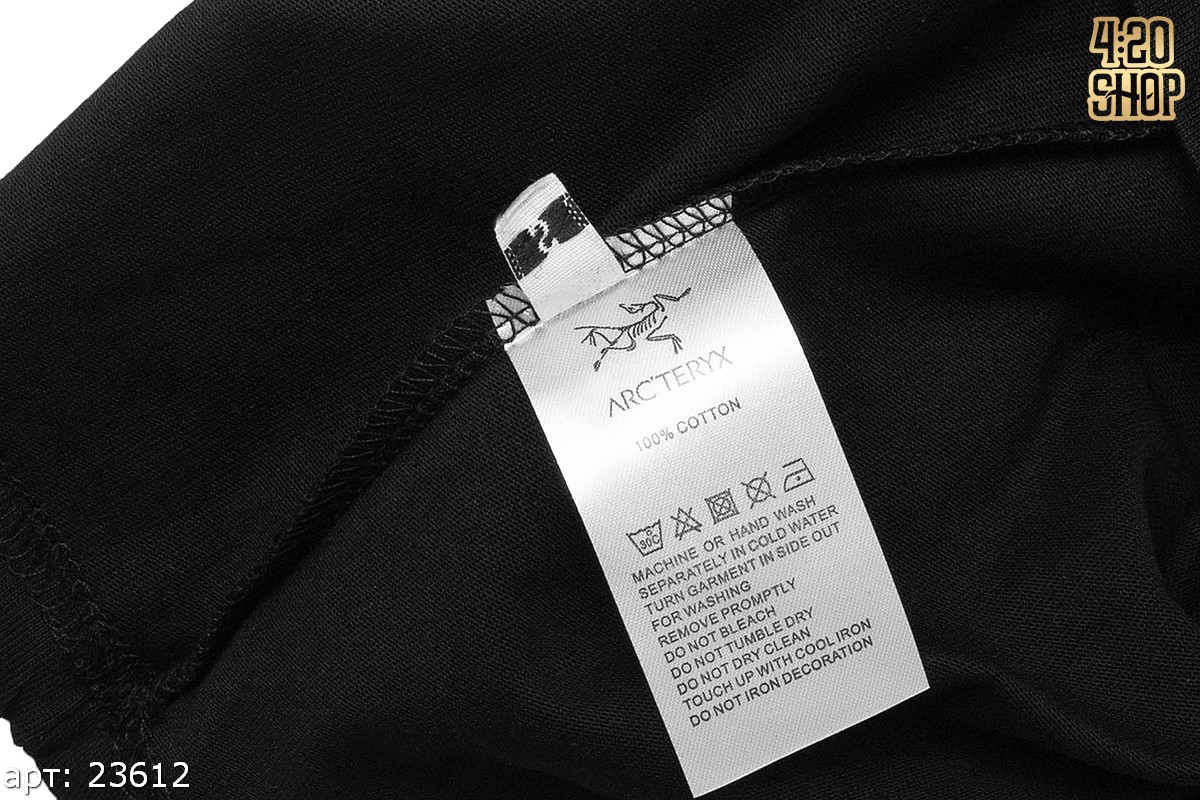 4:20
SHOP
2
ARC'TERYX
100% COTTON
30C
MACHINE OR HAND WASH
SEPARATELY IN COLD WATER
TURN GARMENT IN SIDE OUT
FOR WASHING
REMOVE PROMPTLY
DO NOT BLEACH
DO NOT TUMBLE DRY
DO NOT DRY CLEAN
TOUCH UP WITH COOL IRON
DO NOT IRON DECORATION
арт: 23612